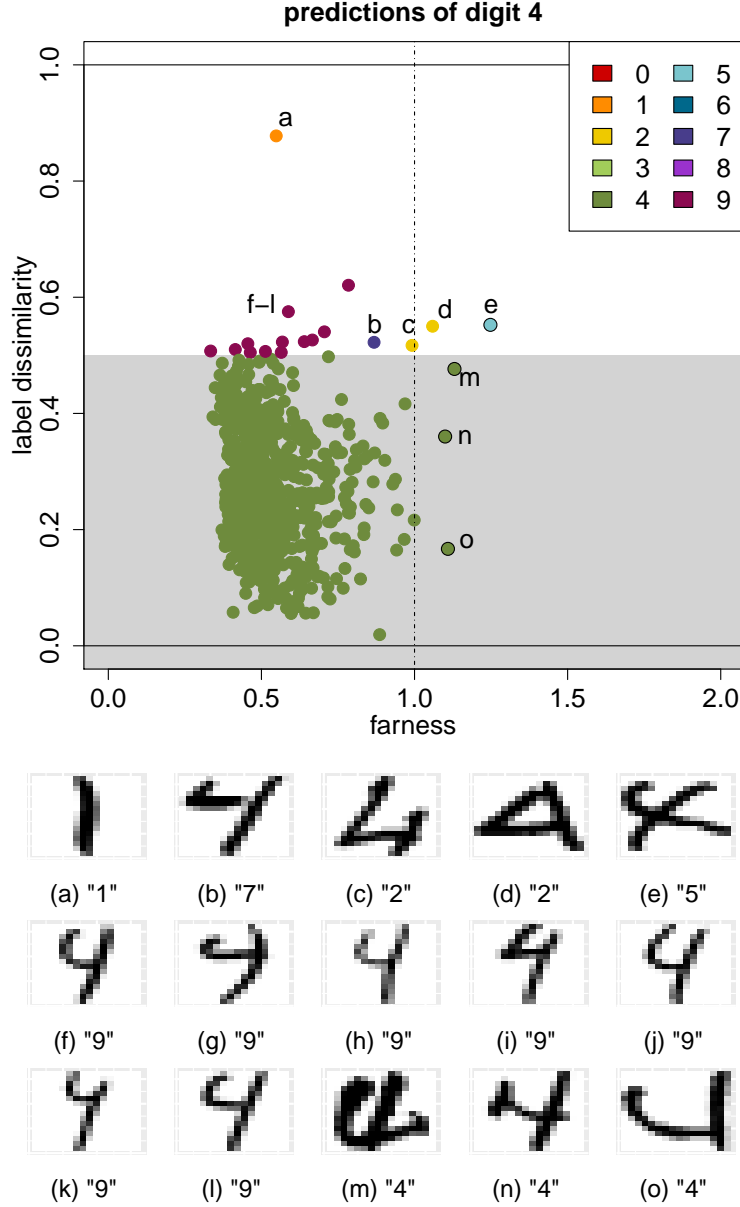 predictions of digit 4
label dissimilarity
1.0
0.8
0.6
0.4
0.2
0.0
0 5
1 6
2 7
3 8
4 9
a
f−l
b
c
d
e
m
n
o
0.0 0.5 1.0 1.5 2.0
farness
(a) "1" (b) "7" (c) "2" (d) "2" (e) "5"
(f) "9" (g) "9" (h) "9" (i) "9" (j) "9"
(k) "9" (l) "9" (m) "4" (n) "4" (o) "4"